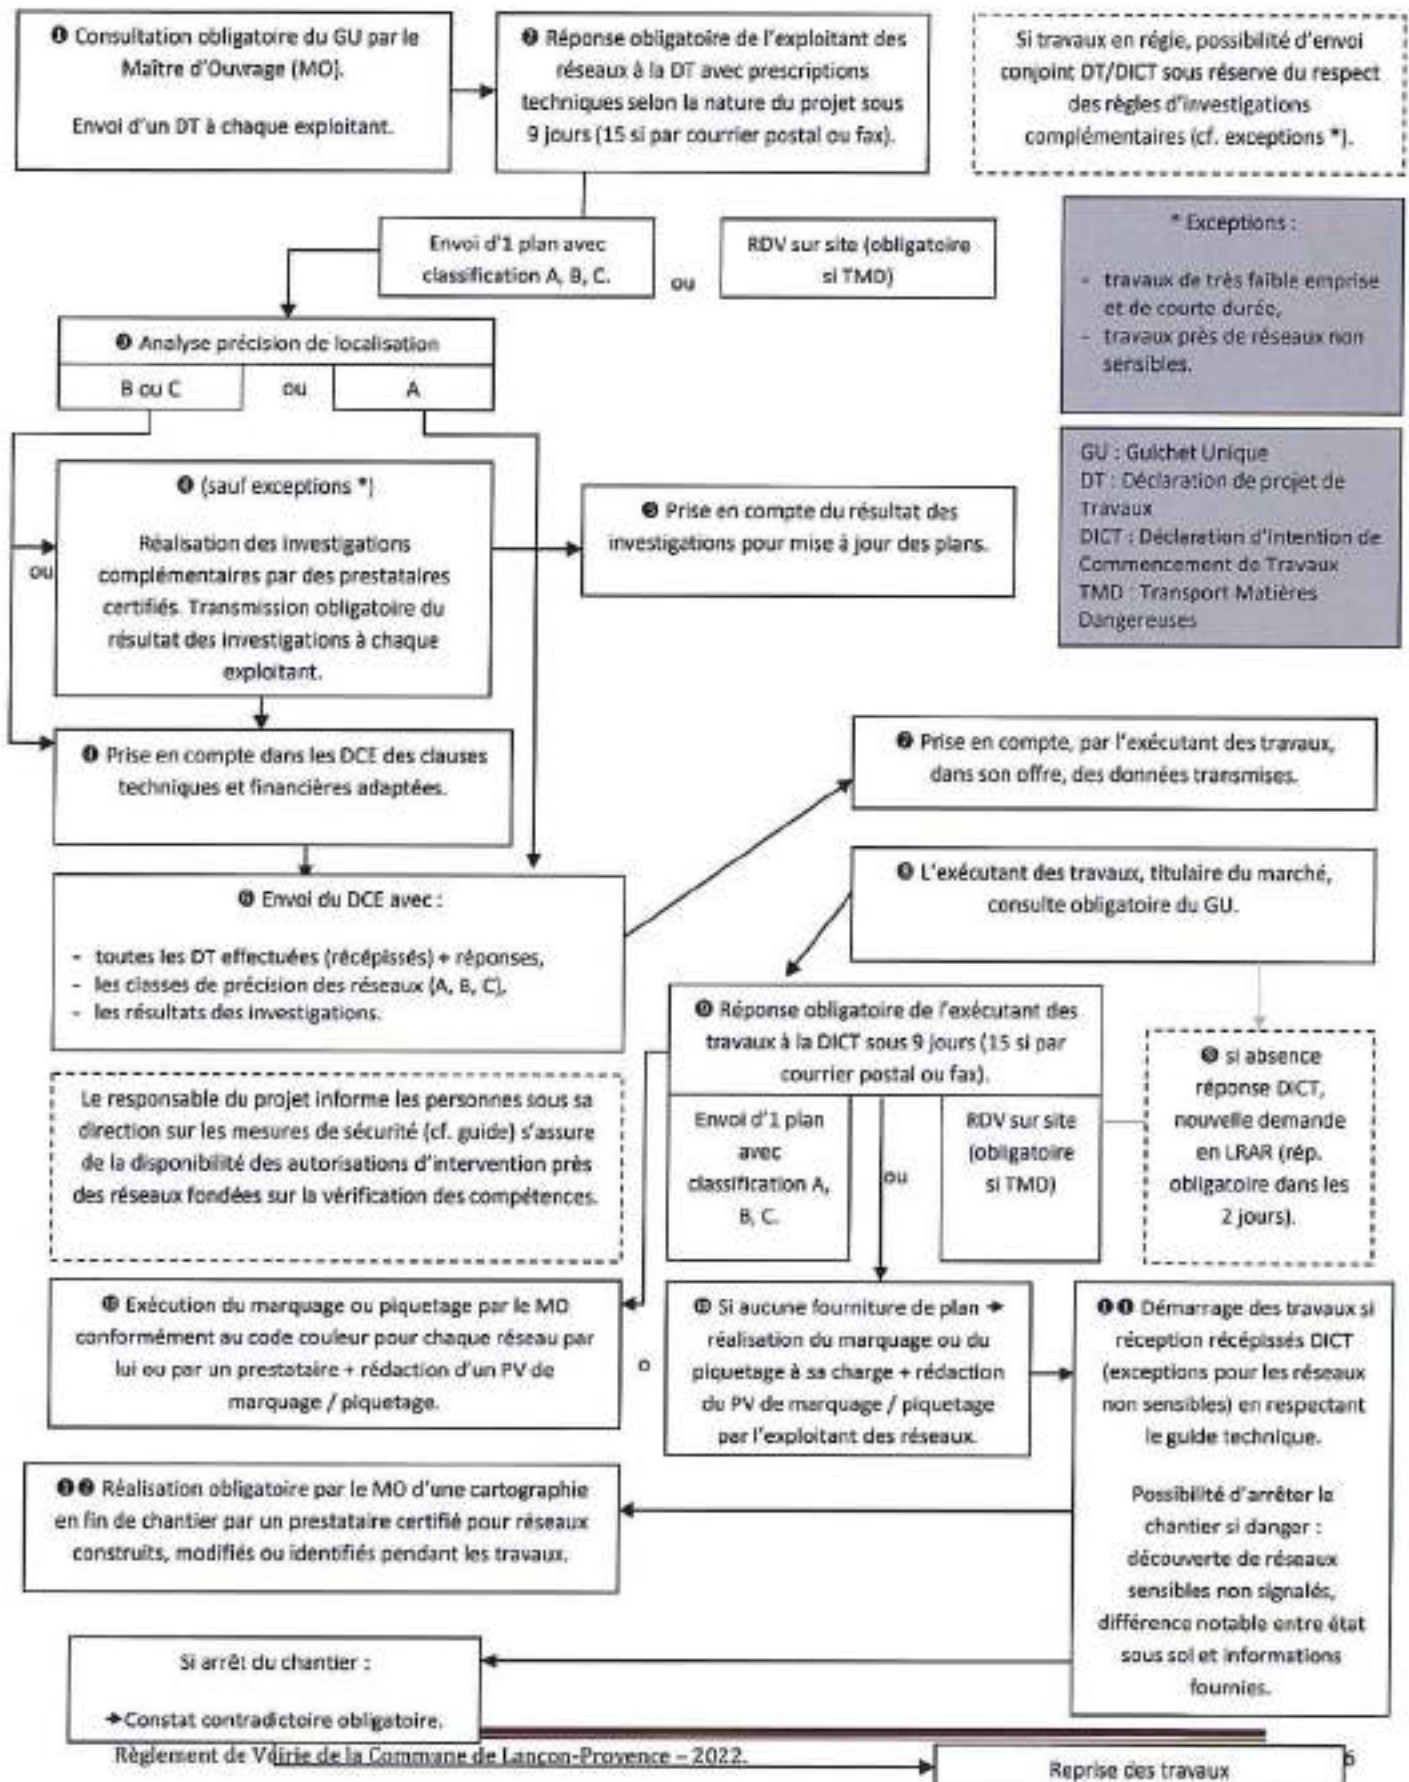 ❶ Consultation obligatoire du GU par le
Maître d'Ouvrage (MO).
Envoi d'un DT à chaque exploitant.
❷ Réponse obligatoire de l'exploitant des
réseaux à la DT avec prescriptions
techniques selon la nature du projet sous
9 jours (15 si par courrier postal ou fax).
Si travaux en régie, possibilité d'envoi
conjoint DT/DICT sous réserve du respect
des règles d'investigations
complémentaires (cf. exceptions *).
Envoi d'1 plan avec
classification A, B, C.
ou
RDV sur site (obligatoire
si TMD)
* Exceptions :
- travaux de très faible emprise
et de courte durée,
- travaux près de réseaux non
sensibles.
❸ Analyse précision de localisation
B ou C
ou
A
GU : Guichet Unique
DT : Déclaration de projet de
Travaux
DICT : Déclaration d'Intention de
Commencement de Travaux
TMD : Transport Matières
Dangereuses
❹ (sauf exceptions *)
Réalisation des investigations
complémentaires par des prestataires
certifiés. Transmission obligatoire du
résultat des investigations à chaque
exploitant.
ou
❺ Prise en compte du résultat des
investigations pour mise à jour des plans.
Prise en compte dans les DCE des clauses
techniques et financières adaptées.
❼ Prise en compte, par l'exécutant des travaux,
dans son offre, des données transmises.
Envoi du DCE avec :
- toutes les DT effectuées (récépissés) + réponses,
- les classes de précision des réseaux (A, B, C),
- les résultats des investigations.
L'exécutant des travaux, titulaire du marché,
consulte obligatoire du GU.
Réponse obligatoire de l'exécutant des
travaux à la DICT sous 9 jours (15 si par
courrier postal ou fax).
Envoi d'1 plan
avec
classification A,
B, C.
ou
RDV sur site
(obligatoire
si TMD)
si absence
réponse DICT,
nouvelle demande
en LRAR (rép.
obligatoire dans les
2 jours).
Le responsable du projet informe les personnes sous sa
direction sur les mesures de sécurité (cf. guide) s'assure
de la disponibilité des autorisations d'intervention près
des réseaux fondées sur la vérification des compétences.
Exécution du marquage ou piquetage par le MO
conformément au code couleur pour chaque réseau par
lui ou par un prestataire + rédaction d'un PV de
marquage / piquetage.
o
Si aucune fourniture de plan ➔
réalisation du marquage ou du
piquetage à sa charge + rédaction
du PV de marquage / piquetage
par l'exploitant des réseaux.
❶❶ Démarrage des travaux si
réception récépissés DICT
(exceptions pour les réseaux
non sensibles) en respectant
le guide technique.
Possibilité d'arrêter le
chantier si danger :
découverte de réseaux
sensibles non signalés,
différence notable entre état
sous sol et informations
fournies.
❶❷ Réalisation obligatoire par le MO d'une cartographie
en fin de chantier par un prestataire certifié pour réseaux
construits, modifiés ou identifiés pendant les travaux.
Si arrêt du chantier :
➔Constat contradictoire obligatoire.
Règlement de Voirie de la Commune de Lançon-Provence – 2022.
6
Reprise des travaux